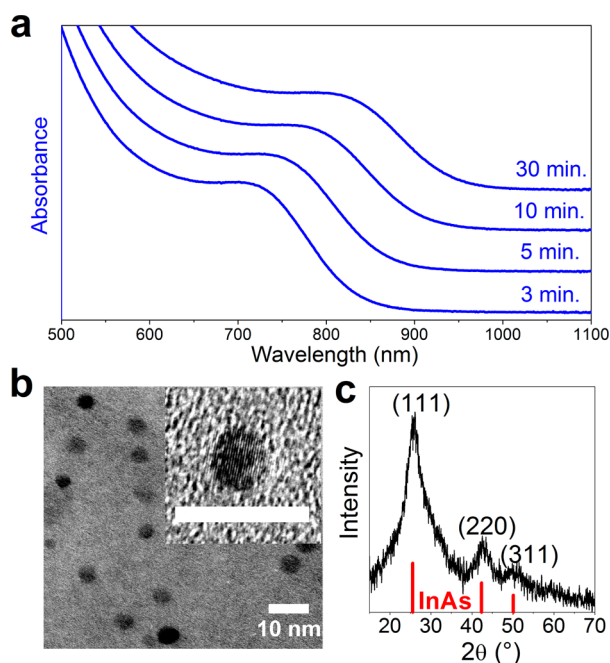 a
Absorbance
30 min.
10 min.
5 min.
3 min.
500 600 700 800 900 1000 1100
Wavelength (nm)
b
10 nm
c
Intensity
(111)
(220)
(311)
InAs
20 30 40 50 60 70
2θ (°)